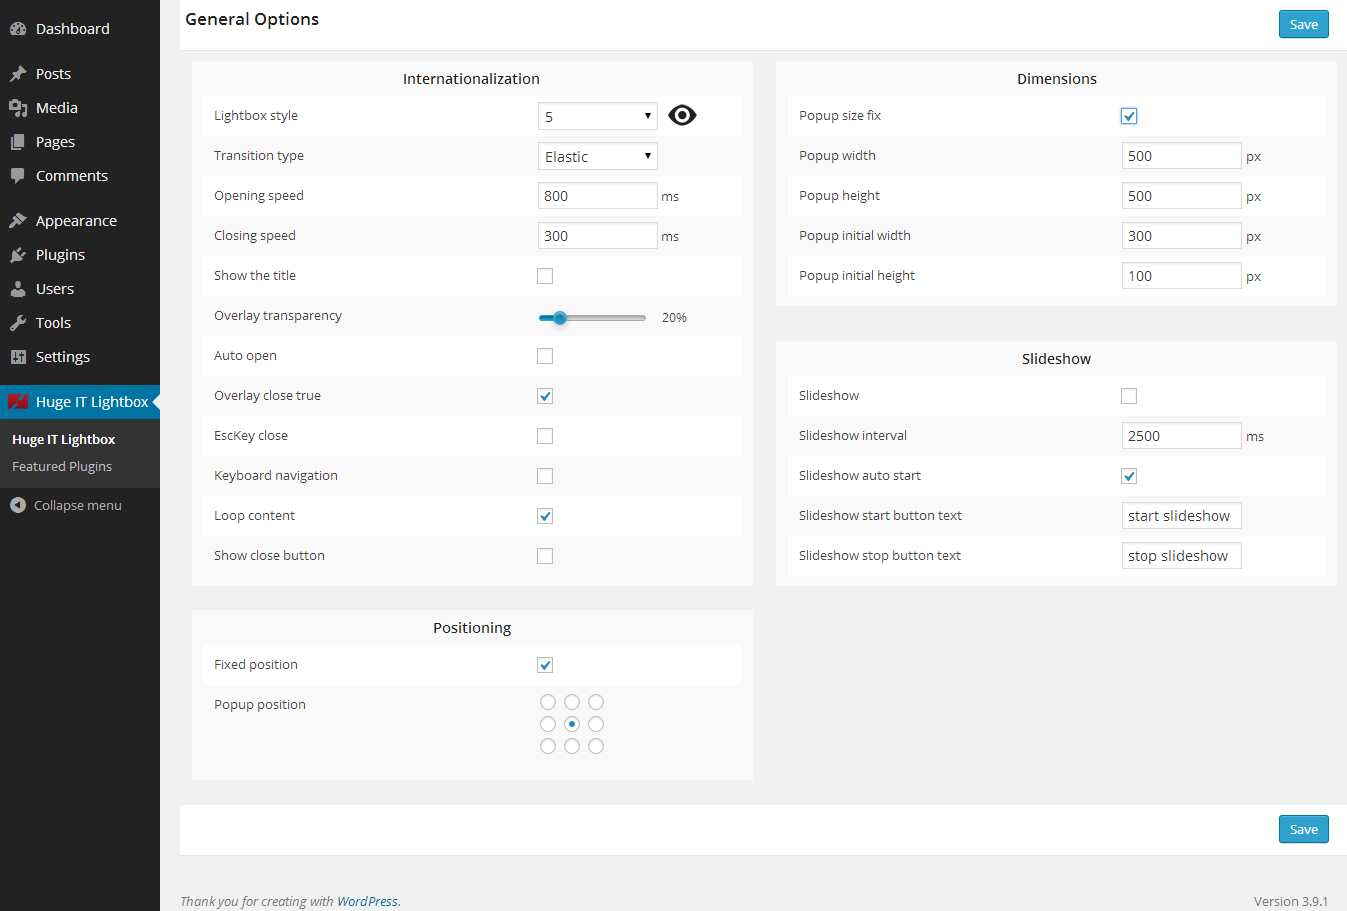 Dashboard
Posts
Media
Pages
Comments
Appearance
Plugins
Users
Tools
Settings
Huge IT Lightbox
Huge IT Lightbox
Featured Plugins
Collapse menu
General Options
Save
Internationalization
Lightbox style 5
Transition type Elastic
Opening speed 800 ms
Closing speed 300 ms
Show the title
Overlay transparency 20%
Auto open
Overlay close true
EscKey close
Keyboard navigation
Loop content
Show close button
Positioning
Fixed position
Popup position
Dimensions
Popup size fix
Popup width 500 px
Popup height 500 px
Popup initial width 300 px
Popup initial height 100 px
Slideshow
Slideshow
Slideshow interval 2500 ms
Slideshow auto start
Slideshow start button text start slideshow
Slideshow stop button text stop slideshow
Save
Thank you for creating with WordPress.
Version 3.9.1